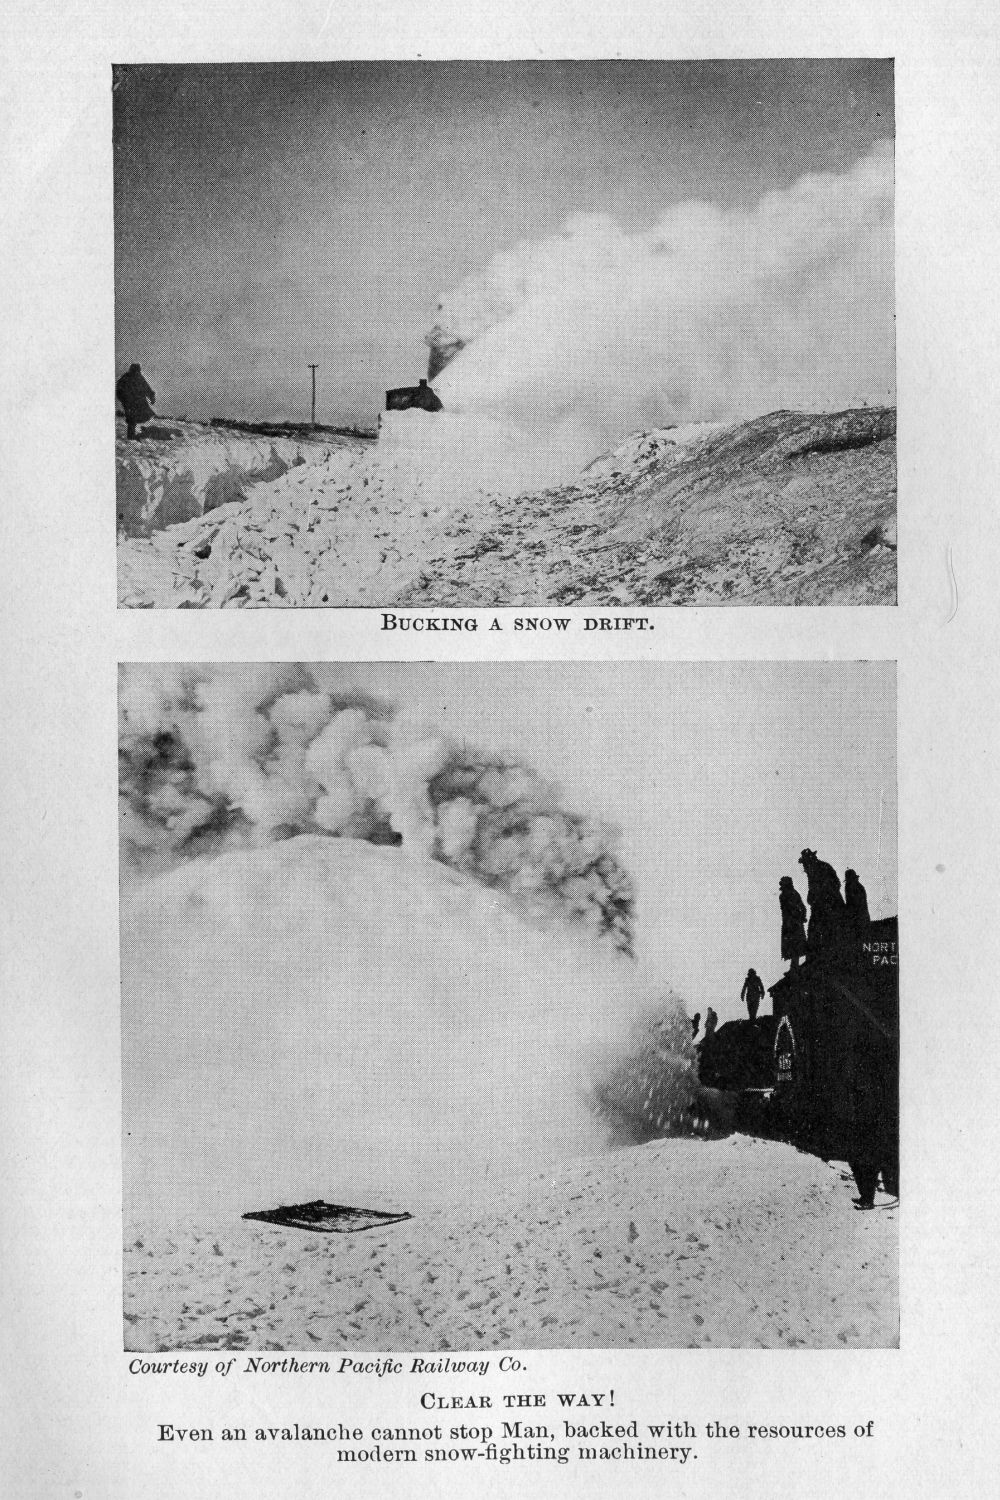 BUCKING A SNOW DRIFT.
NORT
PAC
Courtesy of Northern Pacific Railway Co.
CLEAR THE WAY!
Even an avalanche cannot stop Man, backed with the resources of
modern snow-fighting machinery.